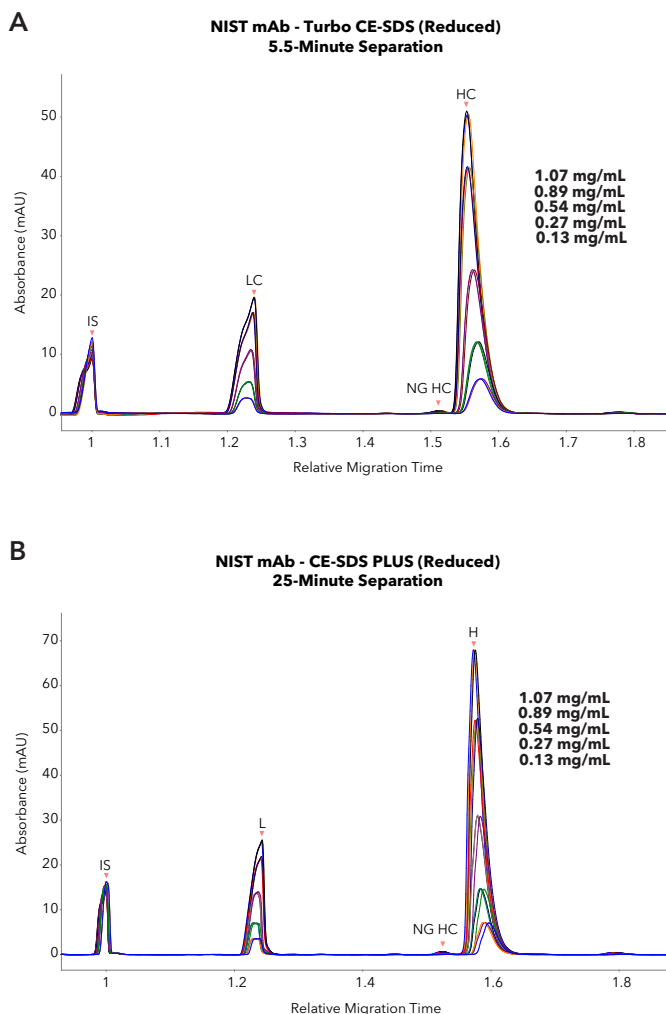 A
NIST mAb - Turbo CE-SDS (Reduced)
5.5-Minute Separation
HC
50
40
30
20
10
0
Absorbance (mAU)
1.07 mg/mL
0.89 mg/mL
0.54 mg/mL
0.27 mg/mL
0.13 mg/mL
LC
IS
NG HC
1
1.2
1.3
1.4
1.5
1.6
1.7
1.8
Relative Migration Time
B
NIST mAb - CE-SDS PLUS (Reduced)
25-Minute Separation
H
70
60
50
40
30
20
10
0
Absorbance (mAU)
1.07 mg/mL
0.89 mg/mL
0.54 mg/mL
0.27 mg/mL
0.13 mg/mL
L
IS
NG HC
1
1.2
1.4
1.6
1.8
Relative Migration Time